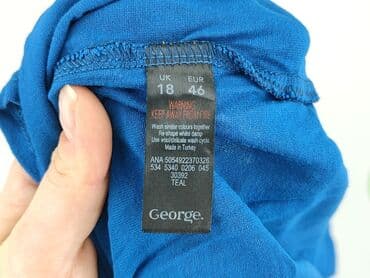 UK EUR
18 46
WARNING
KEEP AWAY FROM FIRE
Wash similar colours together
Re shape whilst damp
Use wool/delicate wash cycle
Made in Turkey
ANA 5054922370326
534 5340 0206 045
30392
TEAL
George.